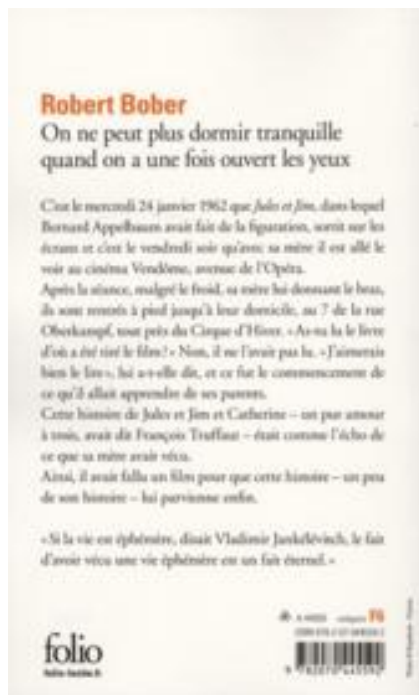 Robert Bober
On ne peut plus dormir tranquille
quand on a une fois ouvert les yeux
C'est le mercredi 24 janvier 1962 que Jules et Jim, dans lequel
Bernard Appelbaum avait fait de la figuration, sortit sur les
écrans et c'est le vendredi soir qu'avec sa mère il est allé le
voir au cinéma Vendôme, avenue de l'Opéra.
Après la séance, malgré le froid, sa mère lui donnant le bras,
ils sont rentrés à pied jusqu'à leur domicile, au 7 de la rue
Oberkampf, tout près du Cirque d'Hiver. « As-tu lu le livre
d'où a été tiré le film ? » Non, il ne l'avait pas lu. « J'aimerais
bien le lire », lui a-t-elle dit, et ce fut le commencement de
ce qu'il allait apprendre de ses parents.
Cette histoire de Jules et Jim et Catherine – un pur amour
à trois, avait dit François Truffaut – était comme l'écho de
ce que sa mère avait vécu.
Ainsi, il avait fallu un film pour que cette histoire – un peu
de son histoire – lui parvienne enfin.
« Si la vie est éphémère, disait Vladimir Jankélévitch, le fait
d'avoir vécu une vie éphémère est un fait éternel. »
folio
F6
9 782070 445592